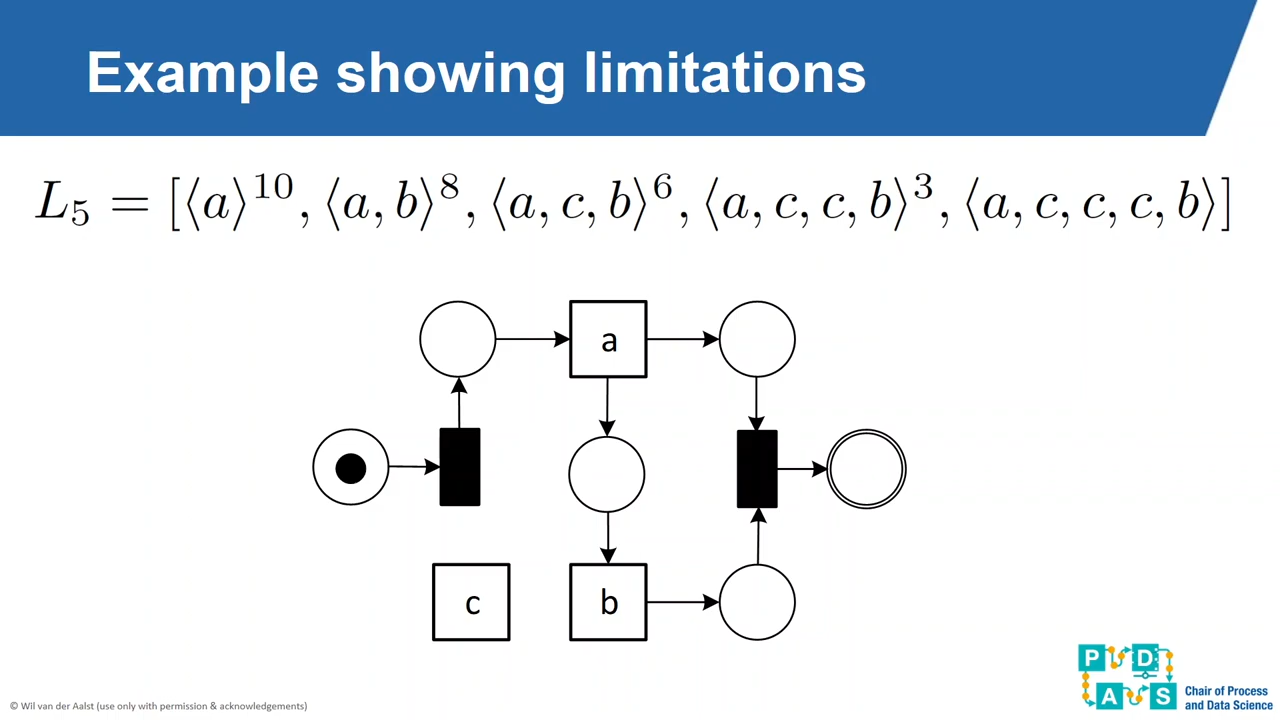 Example showing limitations
L₅ = [⟨a⟩¹⁰, ⟨a, b⟩⁸, ⟨a, c, b⟩⁶, ⟨a, c, c, b⟩³, ⟨a, c, c, c, b⟩]
a
c
b
P D
A S
Chair of Process
and Data Science
© Wil van der Aalst (use only with permission & acknowledgements)